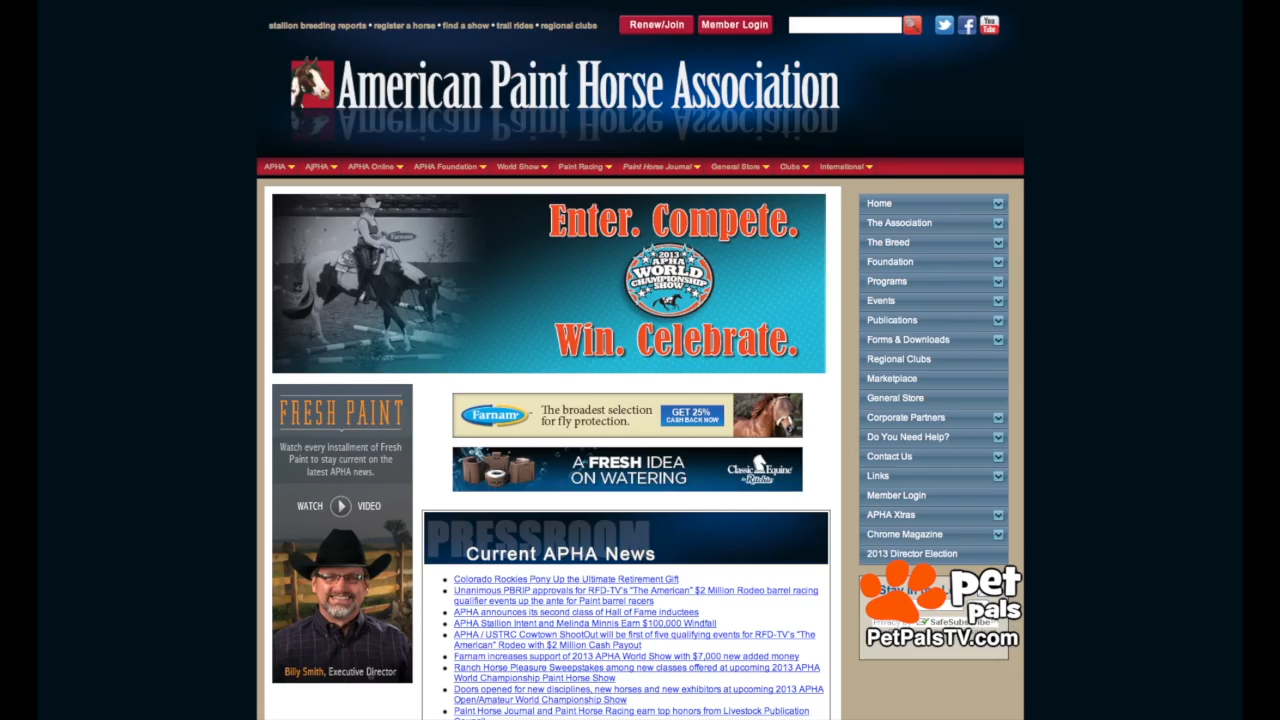 stallion breeding reports • register a horse • find a show • trail rides • regional clubs
Renew/Join
Member Login
You
Tube
American Paint Horse Association
APHA
AjPHA
APHA Online
APHA Foundation
World Show
Paint Racing
Paint Horse Journal
General Store
Clubs
International
Enter. Compete.
2013
APHA
WORLD
CHAMPIONSHIP
SHOW
Win. Celebrate.
Farnam
FRESH PAINT
Watch every installment of Fresh
Paint to stay current on the
latest APHA news.
WATCH VIDEO
Billy Smith, Executive Director
Farnam
The broadest selection
for fly protection.
GET 25%
CASH BACK NOW
A FRESH IDEA
ON WATERING
Classic Equine
by Ritchie
PRESSROOM
Current APHA News
• Colorado Rockies Pony Up the Ultimate Retirement Gift
• Unanimous PBRIP approvals for RFD-TV's "The American" $2 Million Rodeo barrel racing
qualifier events up the ante for Paint barrel racers
• APHA announces its second class of Hall of Fame inductees
• APHA Stallion Intent and Melinda Minnis Earn $100,000 Windfall
• APHA / USTRC Cowtown ShootOut will be first of five qualifying events for RFD-TV's "The
American" Rodeo with $2 Million Cash Payout
• Farnam increases support of 2013 APHA World Show with $7,000 new added money
• Ranch Horse Pleasure Sweepstakes among new classes offered at upcoming 2013 APHA
World Championship Paint Horse Show
• Doors opened for new disciplines, new horses and new exhibitors at upcoming 2013 APHA
Open/Amateur World Championship Show
• Paint Horse Journal and Paint Horse Racing earn top honors from Livestock Publication
Home
The Association
The Breed
Foundation
Programs
Events
Publications
Forms & Downloads
Regional Clubs
Marketplace
General Store
Corporate Partners
Do You Need Help?
Contact Us
Links
Member Login
APHA Xtras
Chrome Magazine
2013 Director Election
pet
pals
PetPalsTV.com